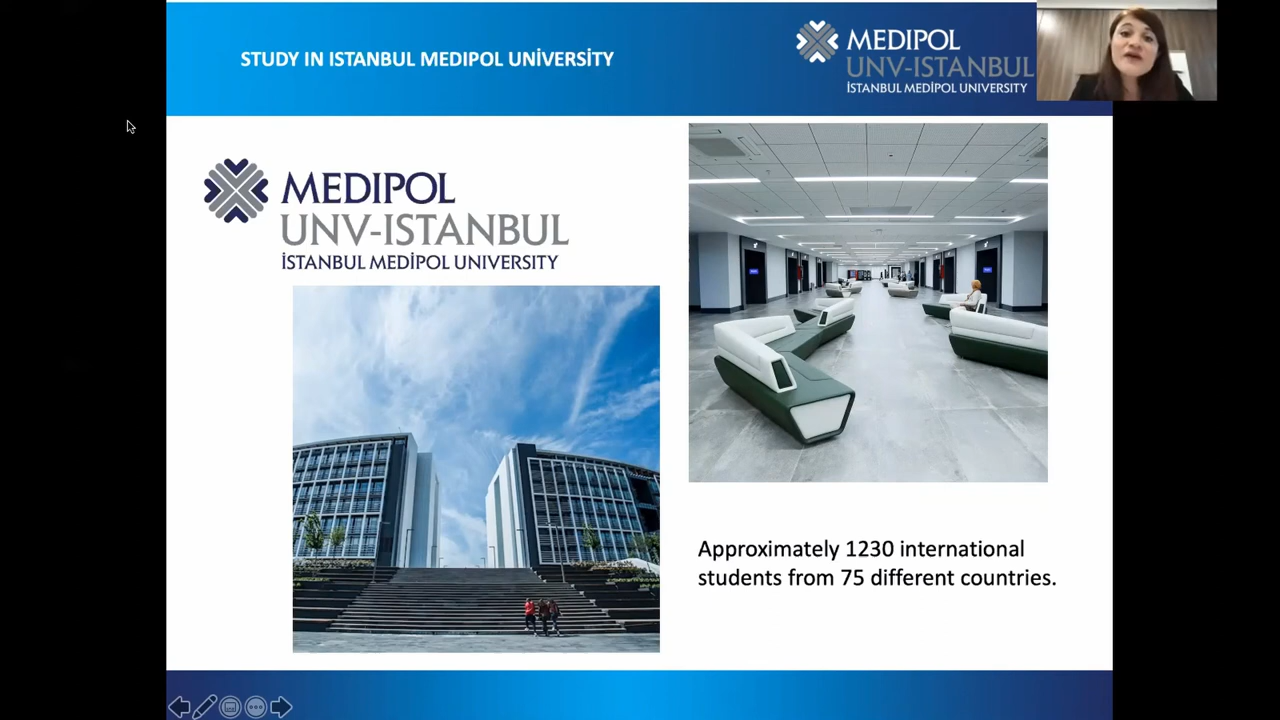 STUDY IN ISTANBUL MEDIPOL UNİVERSİTY
MEDIPOL
UNV-ISTANBUL
İSTANBUL MEDİPOL UNIVERSITY
MEDIPOL
UNV-ISTANBUL
İSTANBUL MEDİPOL UNIVERSITY
Approximately 1230 international
students from 75 different countries.